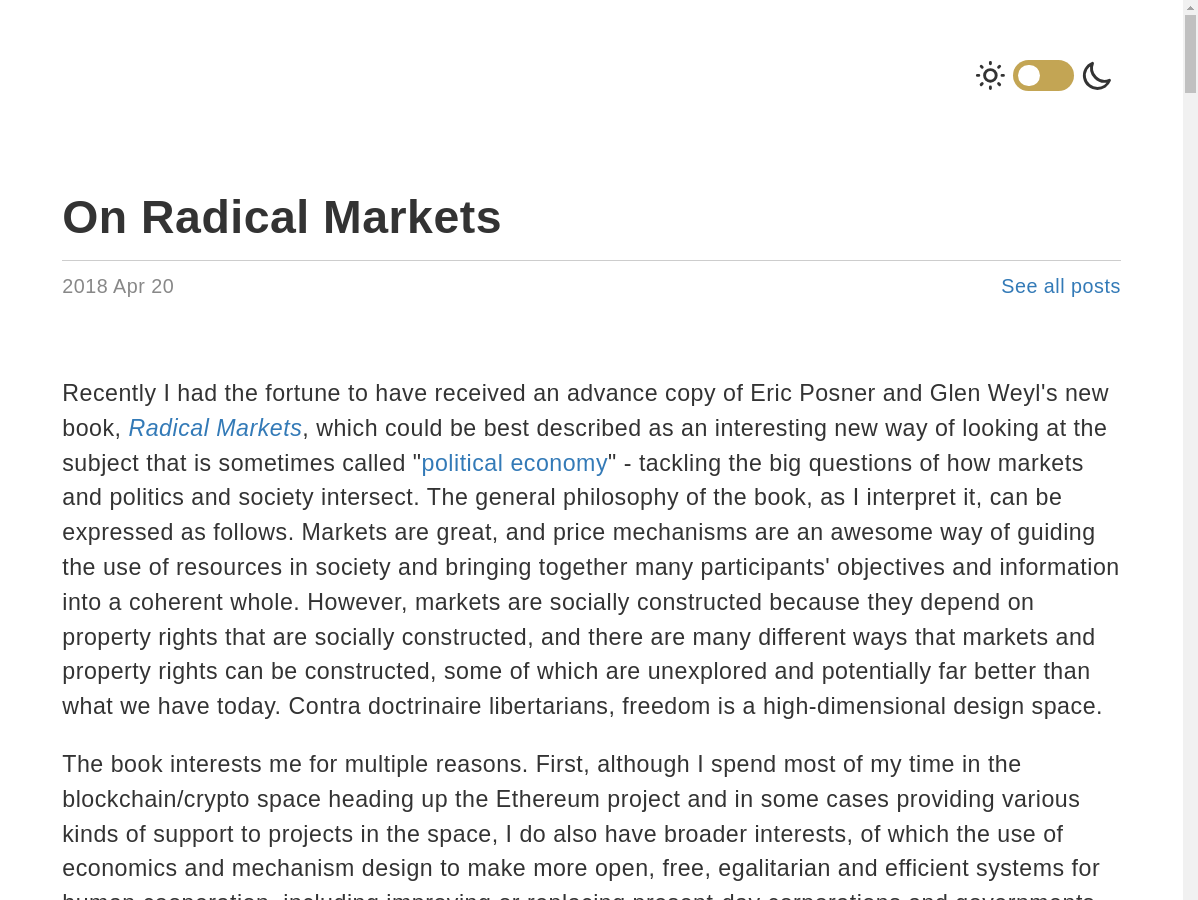 On Radical Markets
2018 Apr 20
See all posts
Recently I had the fortune to have received an advance copy of Eric Posner and Glen Weyl's new
book, Radical Markets, which could be best described as an interesting new way of looking at the
subject that is sometimes called "political economy" - tackling the big questions of how markets
and politics and society intersect. The general philosophy of the book, as I interpret it, can be
expressed as follows. Markets are great, and price mechanisms are an awesome way of guiding
the use of resources in society and bringing together many participants' objectives and information
into a coherent whole. However, markets are socially constructed because they depend on
property rights that are socially constructed, and there are many different ways that markets and
property rights can be constructed, some of which are unexplored and potentially far better than
what we have today. Contra doctrinaire libertarians, freedom is a high-dimensional design space.
The book interests me for multiple reasons. First, although I spend most of my time in the
blockchain/crypto space heading up the Ethereum project and in some cases providing various
kinds of support to projects in the space, I do also have broader interests, of which the use of
economics and mechanism design to make more open, free, egalitarian and efficient systems for
human cooperation, including improving or replacing present-day corporations and governments,